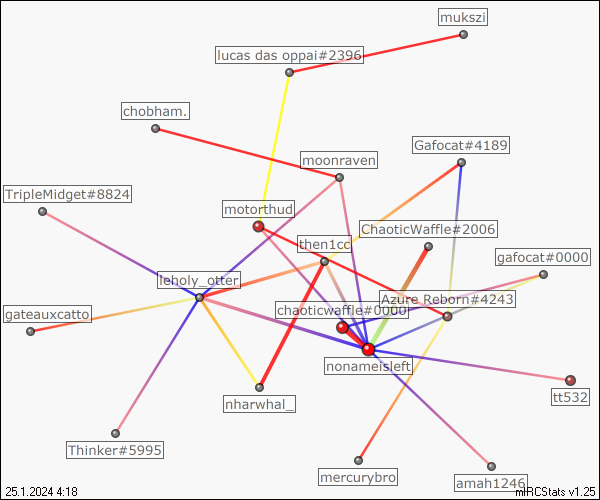 mukszi
lucas das oppai#2396
chobham.
Gafocat#4189
moonraven
TripleMidget#8824
motorthud
ChaoticWaffle#2006
then1cc
gafocat#0000
leholy_otter
Azure Reborn#4243
chaoticwaffle#0000
gateauxcatto
nonameisleft
tt532
nharwhal_
Thinker#5995
mercurybro
amah1246
25.1.2024 4:18
mIRCStats v1.25